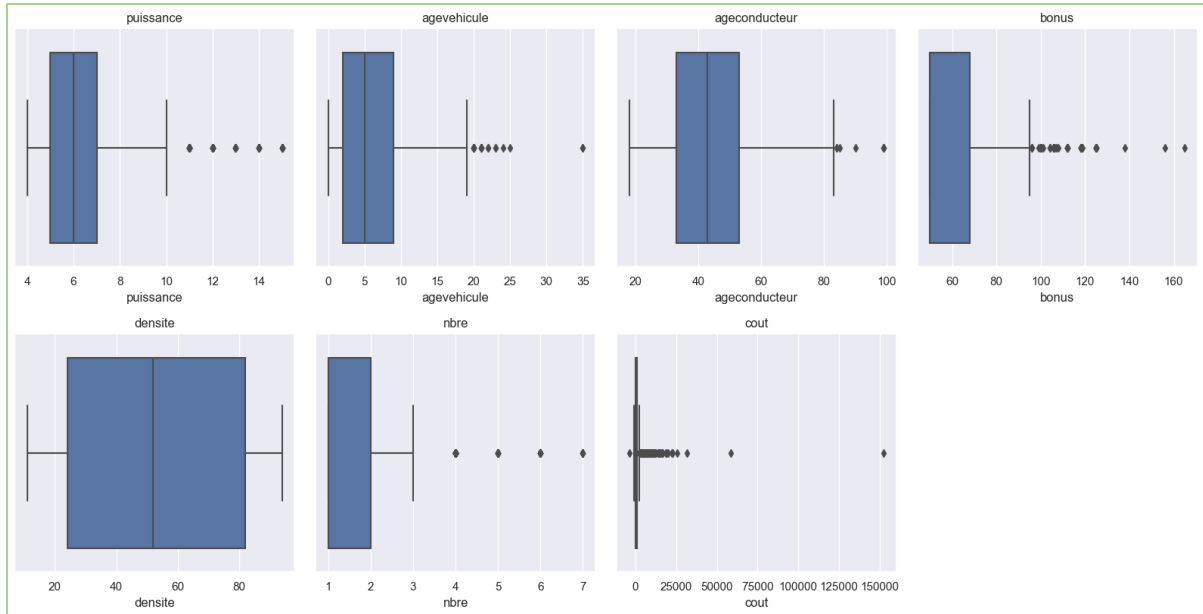 puissance agevehicule ageconducteur bonus
4 6 8 10 12 14 0 5 10 15 20 25 30 35 20 40 60 80 100 60 80 100 120 140 160
puissance agevehicule ageconducteur bonus
densite nbre cout
20 40 60 80 1 2 3 4 5 6 7 0 25000 50000 75000 100000 125000 150000
densite nbre cout